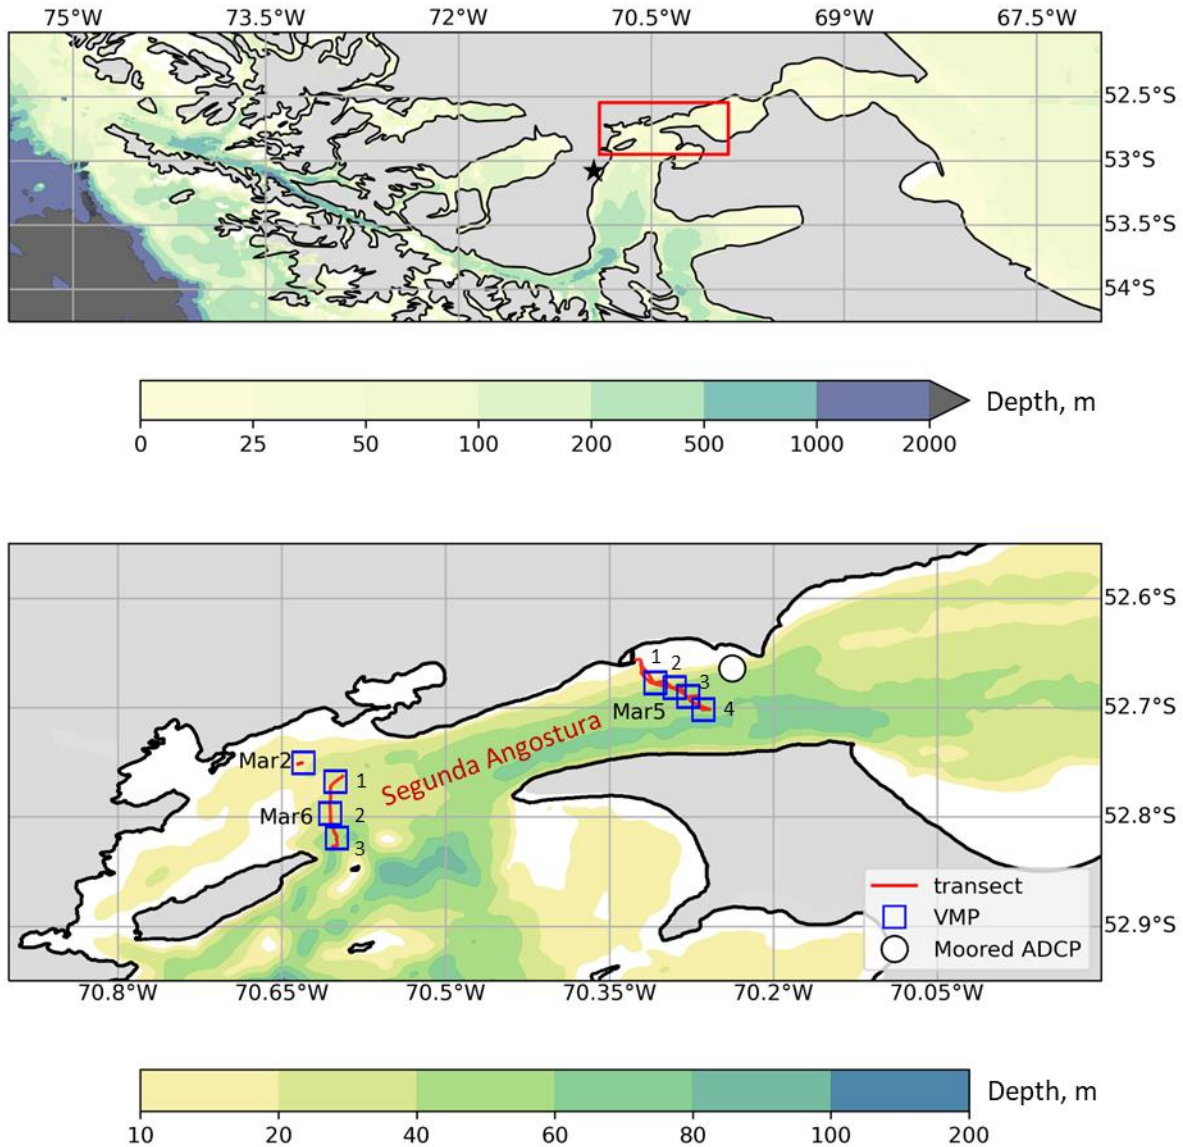 75°W 73.5°W 72°W 70.5°W 69°W 67.5°W
52.5°S
53°S
53.5°S
54°S
Depth, m
0 25 50 100 200 500 1000 2000
52.6°S
1 2
3
Mar5 4
52.7°S
Segunda Angostura
Mar2
1
Mar6 2
52.8°S
3
transect
VMP
52.9°S
Moored ADCP
70.8°W 70.65°W 70.5°W 70.35°W 70.2°W 70.05°W
Depth, m
10 20 40 60 80 100 200